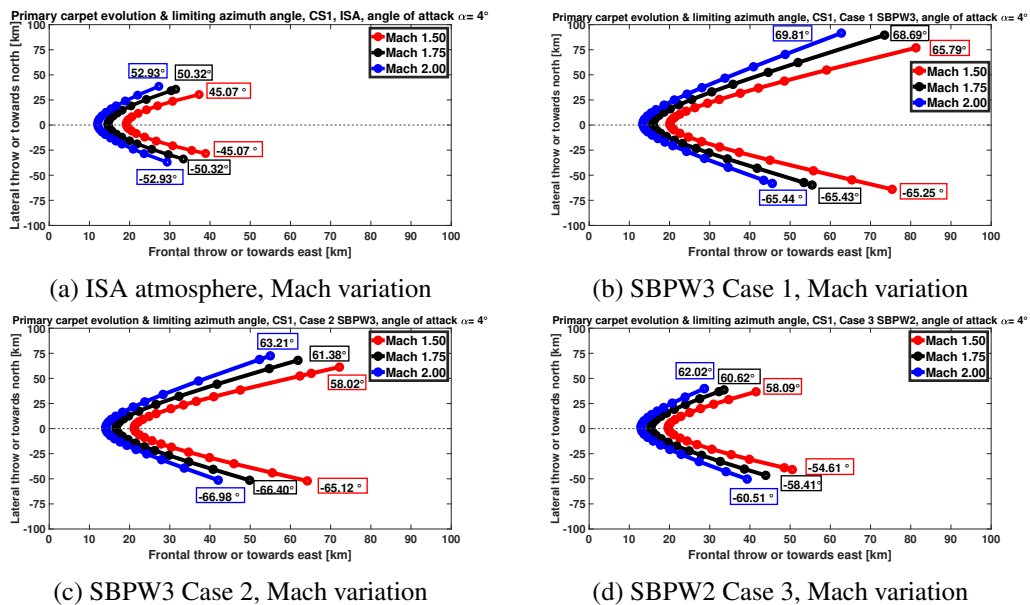 Primary carpet evolution & limiting azimuth angle, CS1, ISA, angle of attack α= 4°
Lateral throw or towards north [km]
100
75
50
25
0
-25
-50
-75
-100
52.93°
50.32°
45.07 °
Mach 1.50
Mach 1.75
Mach 2.00
-45.07 °
-50.32°
-52.93°
0 10 20 30 40 50 60 70 80 90 100
Frontal throw or towards east [km]
(a) ISA atmosphere, Mach variation
Primary carpet evolution & limiting azimuth angle, CS1, Case 1 SBPW3, angle of attack α= 4°
Lateral throw or towards north [km]
100
75
50
25
0
-25
-50
-75
-100
69.81°
68.69°
65.79°
Mach 1.50
Mach 1.75
Mach 2.00
-65.25 °
-65.44 °
-65.43°
0 10 20 30 40 50 60 70 80 90 100
Frontal throw or towards east [km]
(b) SBPW3 Case 1, Mach variation
Primary carpet evolution & limiting azimuth angle, CS1, Case 2 SBPW3, angle of attack α= 4°
Lateral throw or towards north [km]
100
75
50
25
0
-25
-50
-75
-100
63.21°
61.38°
58.02°
Mach 1.50
Mach 1.75
Mach 2.00
-66.98 °
-66.40°
-65.12 °
0 10 20 30 40 50 60 70 80 90 100
Frontal throw or towards east [km]
(c) SBPW3 Case 2, Mach variation
Primary carpet evolution & limiting azimuth angle, CS1, Case 3 SBPW2, angle of attack α= 4°
Lateral throw or towards north [km]
100
75
50
25
0
-25
-50
-75
-100
62.02°
60.62°
58.09°
Mach 1.50
Mach 1.75
Mach 2.00
-54.61 °
-58.41°
-60.51 °
0 10 20 30 40 50 60 70 80 90 100
Frontal throw or towards east [km]
(d) SBPW2 Case 3, Mach variation